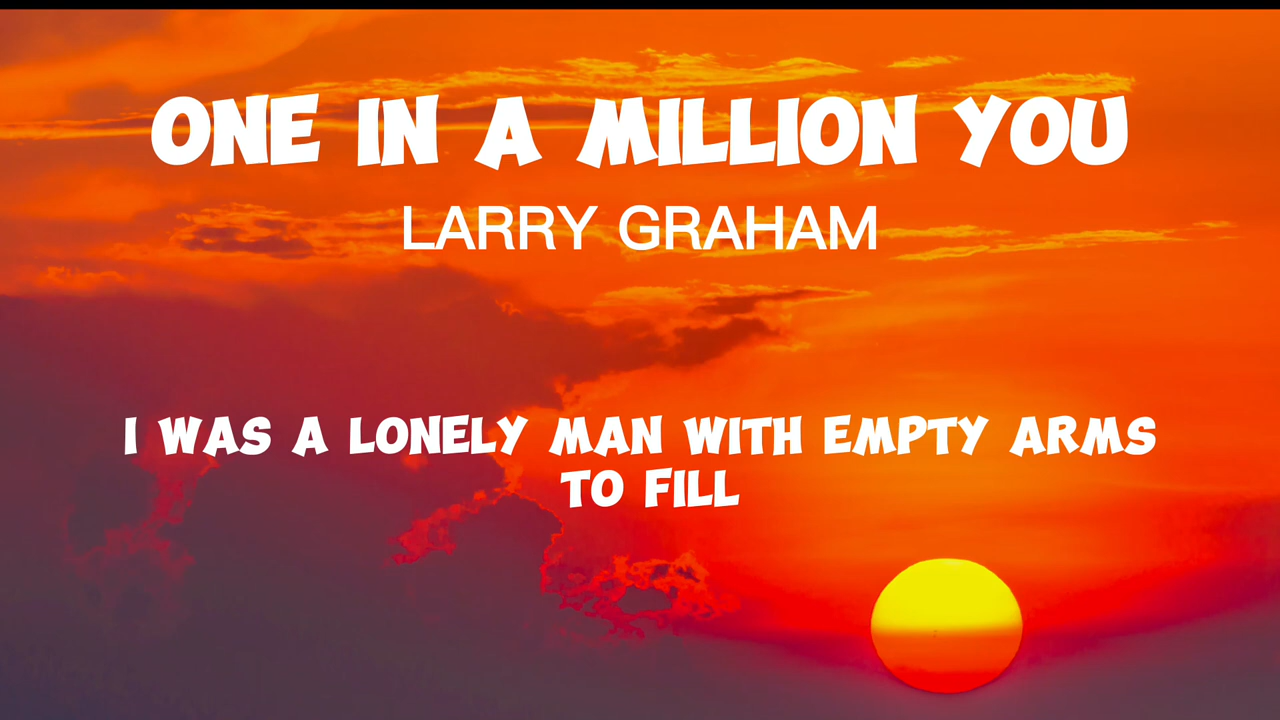 ONE IN A MILLION YOU
LARRY GRAHAM
I WAS A LONELY MAN WITH EMPTY ARMS
TO FILL